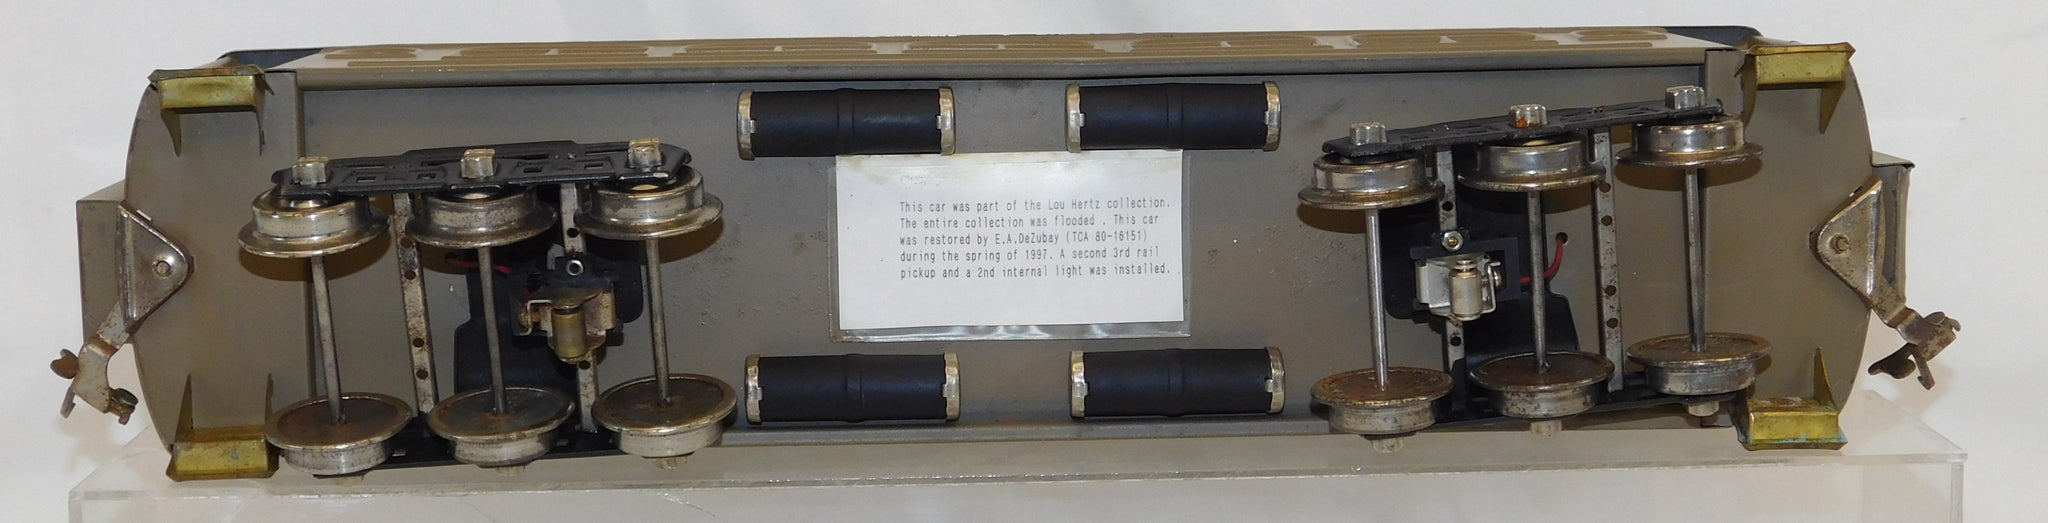 This car was part of the Lou Hertz collection.
The entire collection was flooded . This car
was restored by E.A.DeZubay (TCA 80-16151)
during the spring of 1997. A second 3rd rail
pickup and a 2nd internal light was installed.